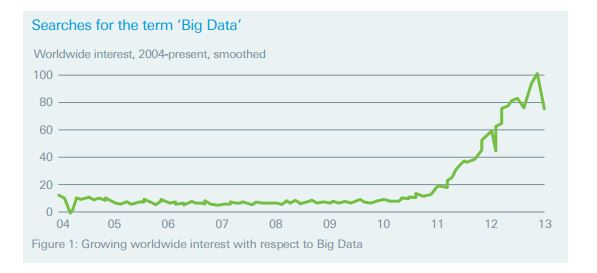 Searches for the term ‘Big Data’
Worldwide interest, 2004-present, smoothed
100
80
60
40
20
0
04 05 06 07 08 09 10 11 12 13
Figure 1: Growing worldwide interest with respect to Big Data